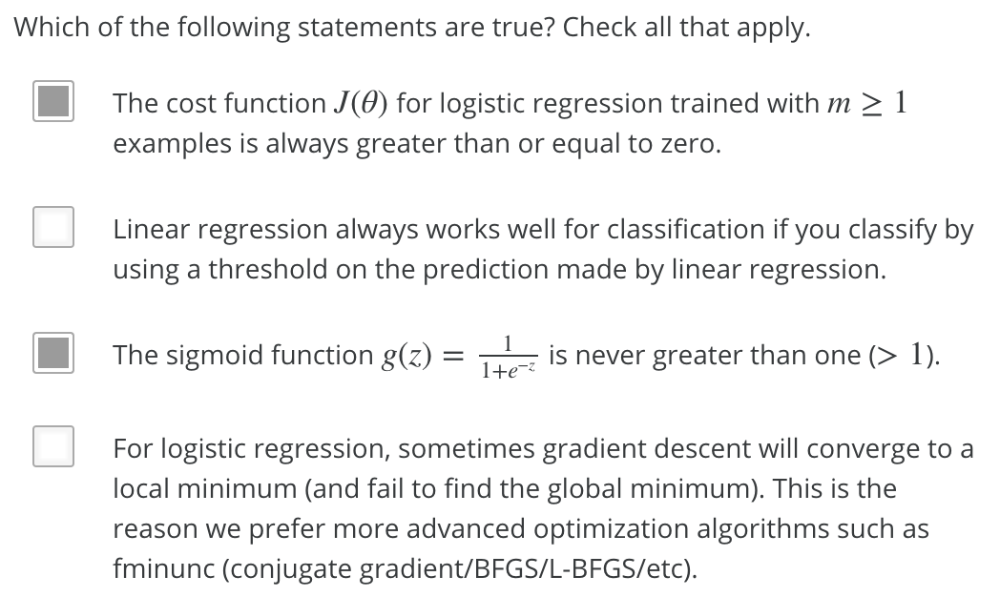 Which of the following statements are true? Check all that apply.
The cost function J(θ) for logistic regression trained with m ≥ 1
examples is always greater than or equal to zero.
Linear regression always works well for classification if you classify by
using a threshold on the prediction made by linear regression.
The sigmoid function g(z) = 1/(1+e^{-z}) is never greater than one (> 1).
For logistic regression, sometimes gradient descent will converge to a
local minimum (and fail to find the global minimum). This is the
reason we prefer more advanced optimization algorithms such as
fminunc (conjugate gradient/BFGS/L-BFGS/etc).